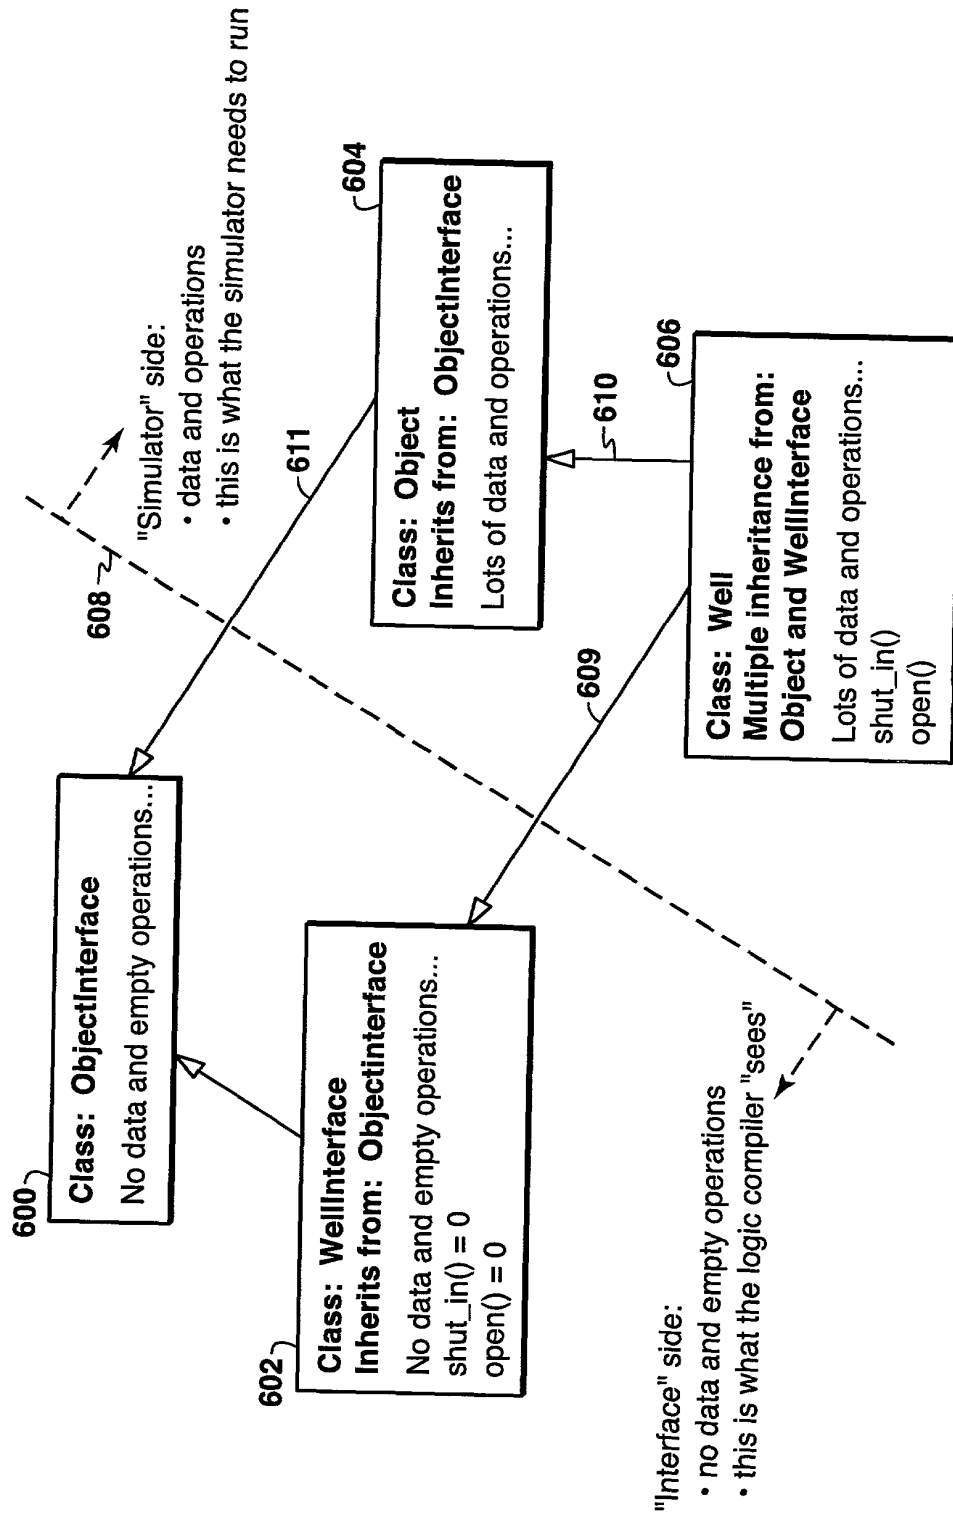 600
Class: ObjectInterface
No data and empty operations...
602
Class: WellInterface
Inherits from: Objectinterface
No data and empty operations...
shut_in() = 0
open() = 0
"Interface" side:
• no data and empty operations
• this is what the logic compiler "sees"
608
"Simulator" side:
• data and operations
• this is what the simulator needs to run
611
604
Class: Object
Inherits from: ObjectInterface
Lots of data and operations...
609
610
606
Class: Well
Multiple inheritance from:
Object and WellInterface
Lots of data and operations...
shut_in()
open()